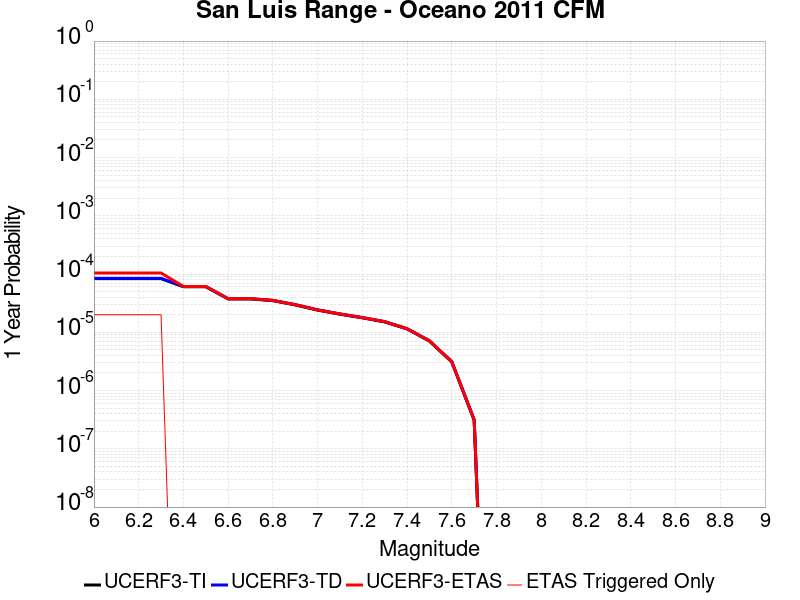 San Luis Range - Oceano 2011 CFM
10^0
10^-1
10^-2
10^-3
10^-4
10^-5
10^-6
10^-7
10^-8
1 Year Probability
6 6.2 6.4 6.6 6.8 7 7.2 7.4 7.6 7.8 8 8.2 8.4 8.6 8.8 9
Magnitude
UCERF3-TI UCERF3-TD UCERF3-ETAS ETAS Triggered Only